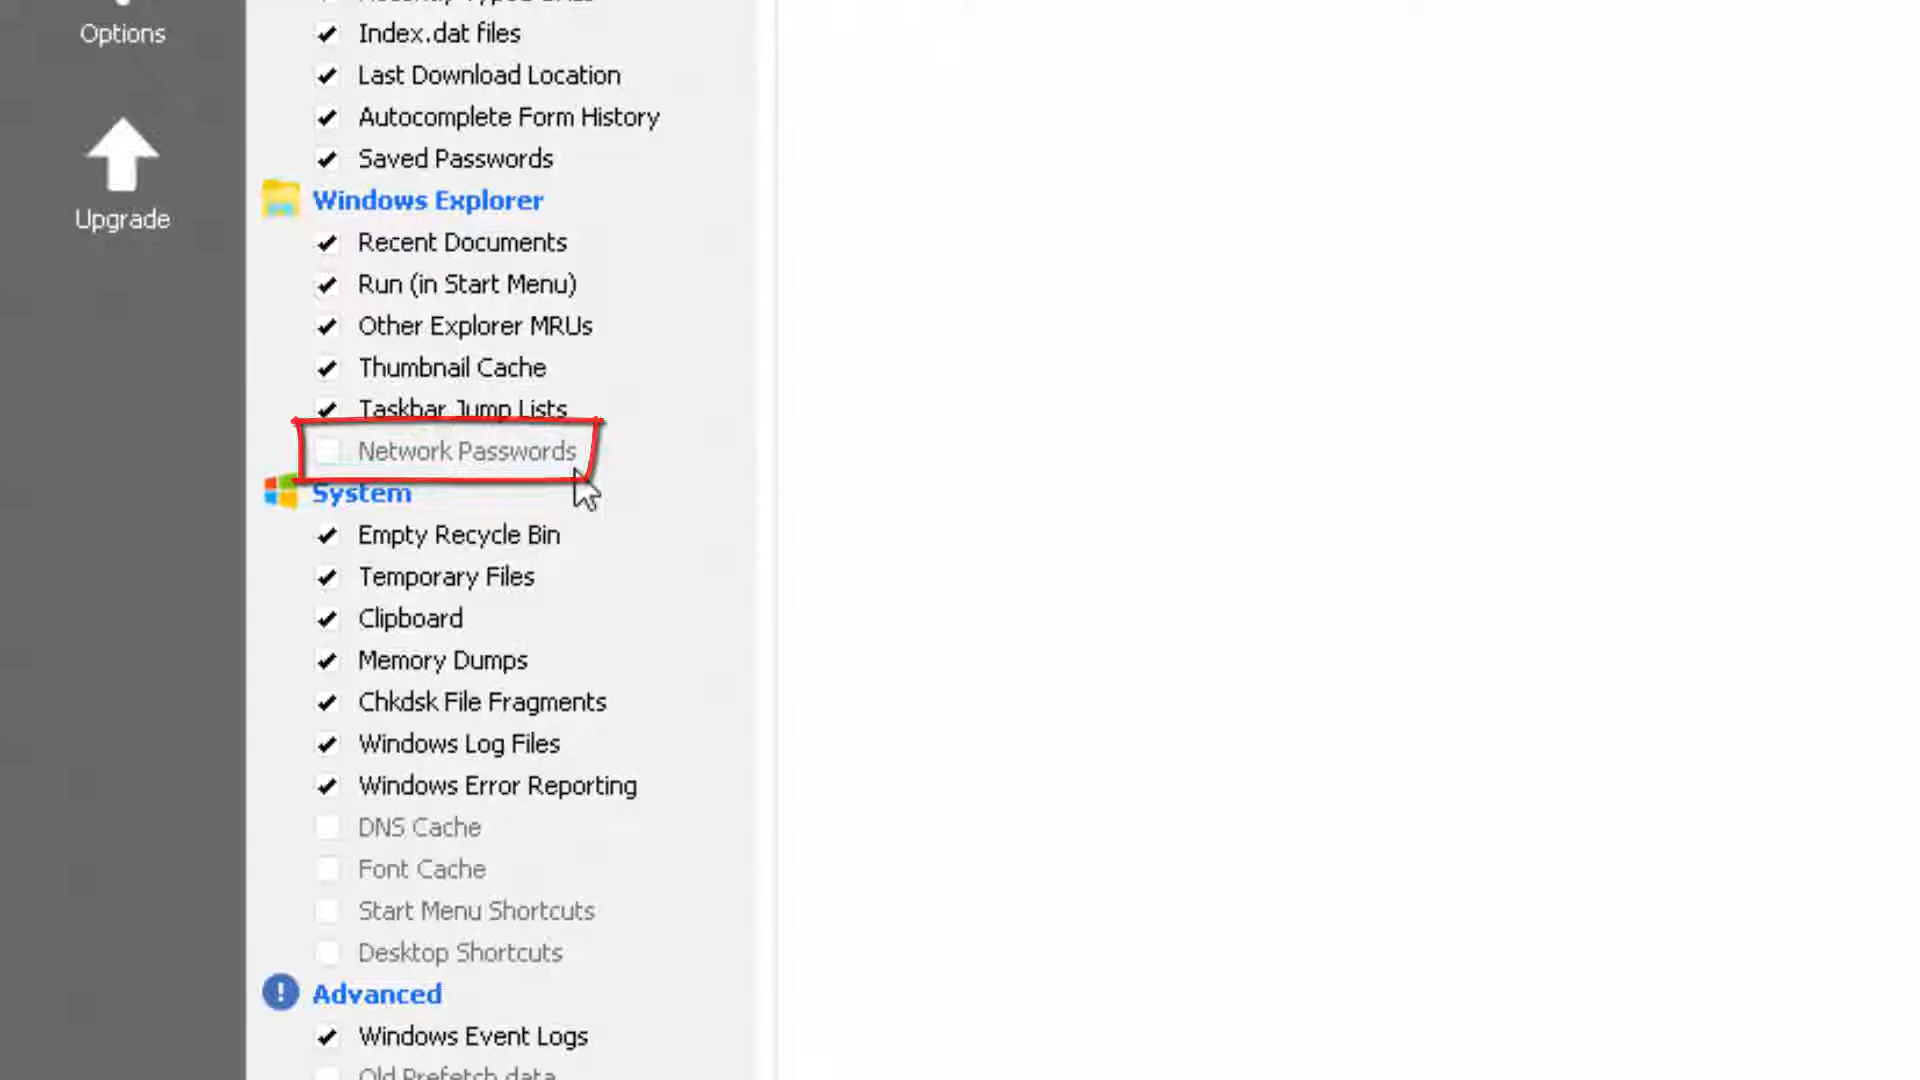 Options
Upgrade
Index.dat files
Last Download Location
Autocomplete Form History
Saved Passwords
Windows Explorer
Recent Documents
Run (in Start Menu)
Other Explorer MRUs
Thumbnail Cache
Taskbar Jump Lists
Network Passwords
System
Empty Recycle Bin
Temporary Files
Clipboard
Memory Dumps
Chkdsk File Fragments
Windows Log Files
Windows Error Reporting
DNS Cache
Font Cache
Start Menu Shortcuts
Desktop Shortcuts
Advanced
Windows Event Logs
Old Prefetch data